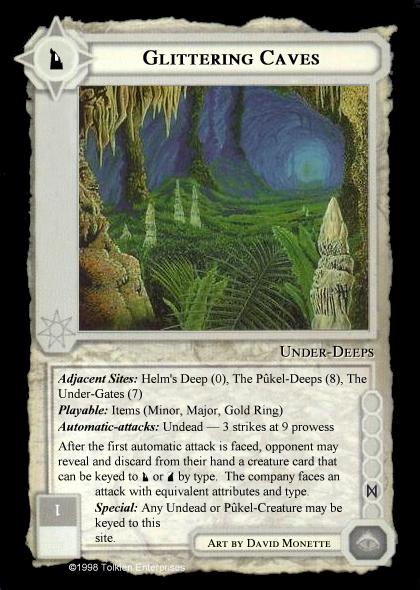 GLITTERING CAVES
UNDER-DEEPS
Adjacent Sites: Helm's Deep (0), The Pûkel-Deeps (8), The
Under-Gates (7)
Playable: Items (Minor, Major, Gold Ring)
Automatic-attacks: Undead — 3 strikes at 9 prowess
After the first automatic attack is faced, opponent may
reveal and discard from their hand a creature card that
can be keyed to or by type. The company faces an
attack with equivalent attributes and type.
Special: Any Undead or Pûkel-Creature may be
keyed to this
site.
1
ART BY DAVID MONETTE
©1998 Tolkien Enterprises